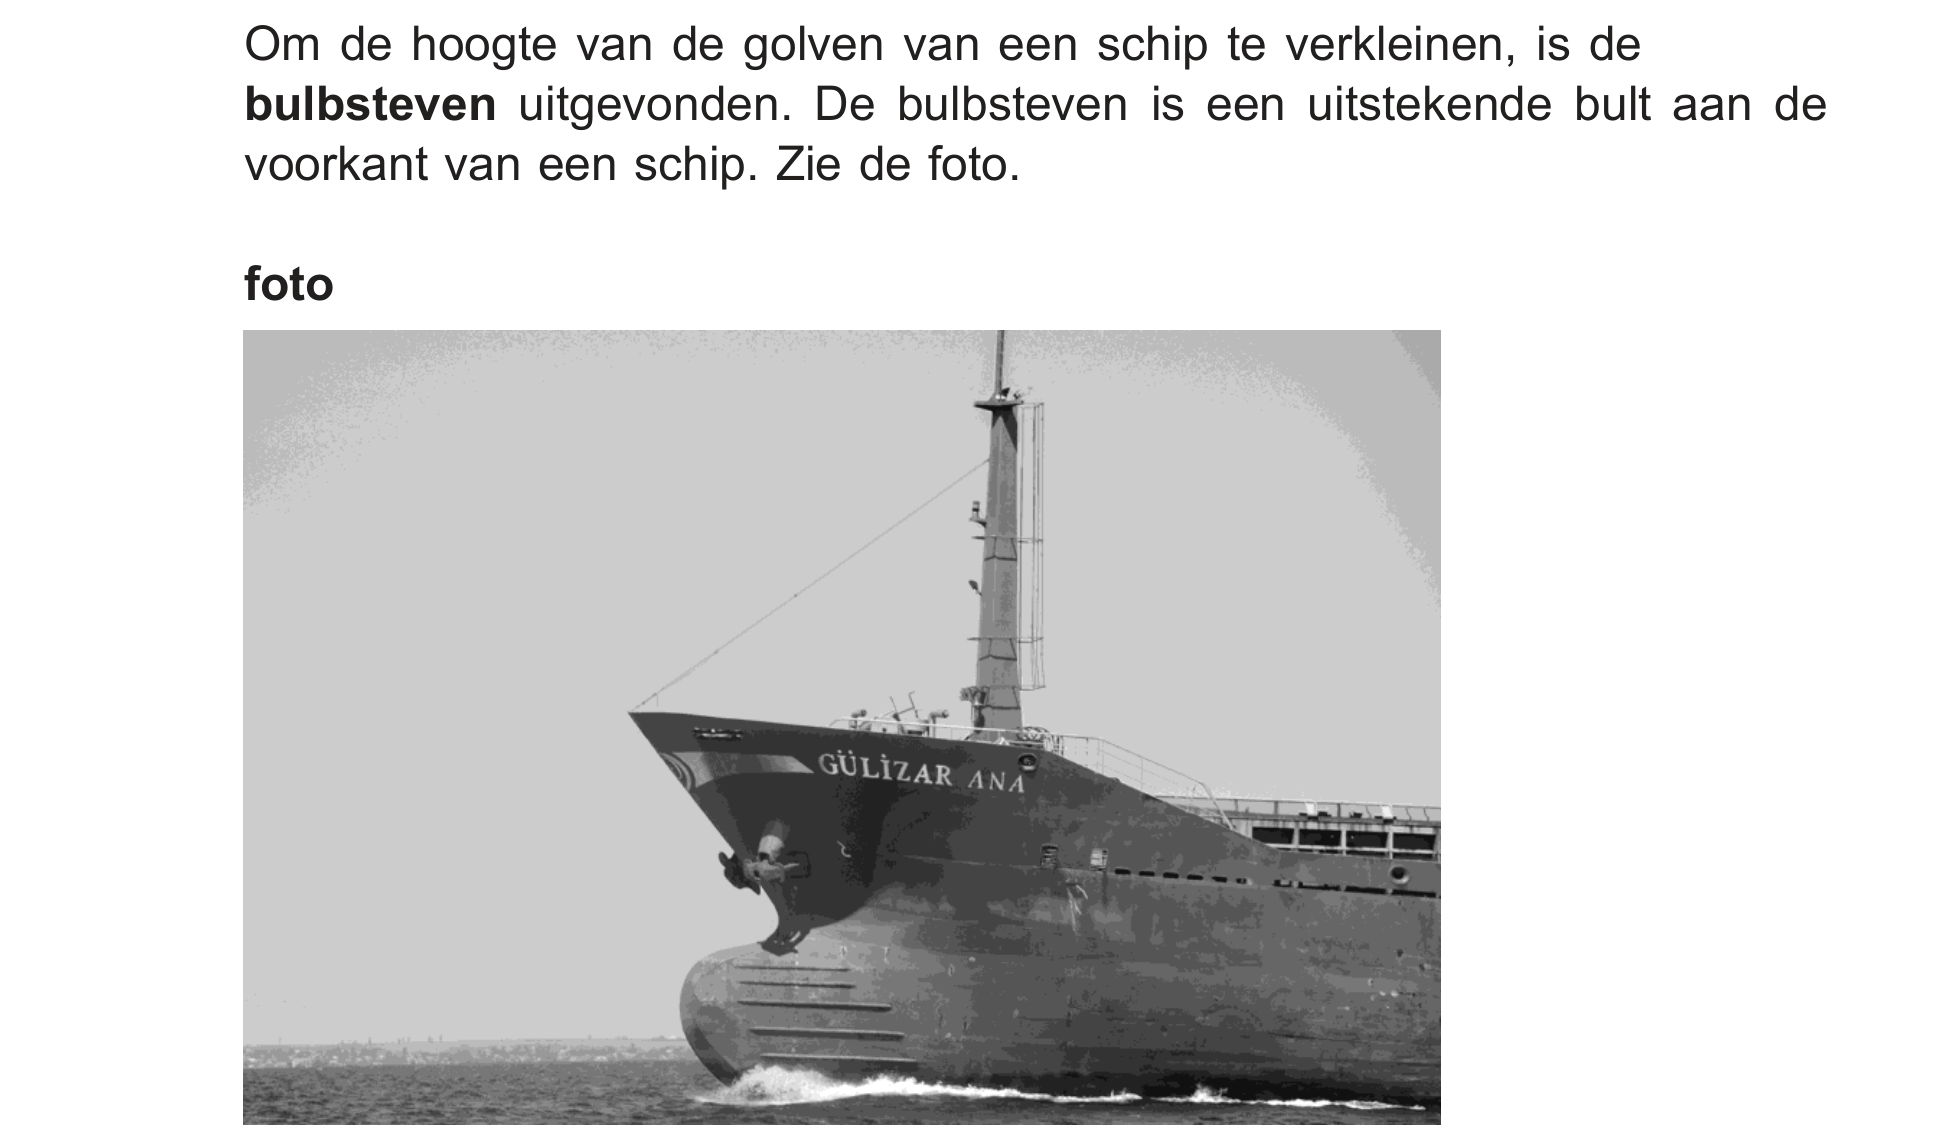 Om de hoogte van de golven van een schip te verkleinen, is de
bulbsteven uitgevonden. De bulbsteven is een uitstekende bult aan de
voorkant van een schip. Zie de foto.
foto
GÜLİZAR ANA